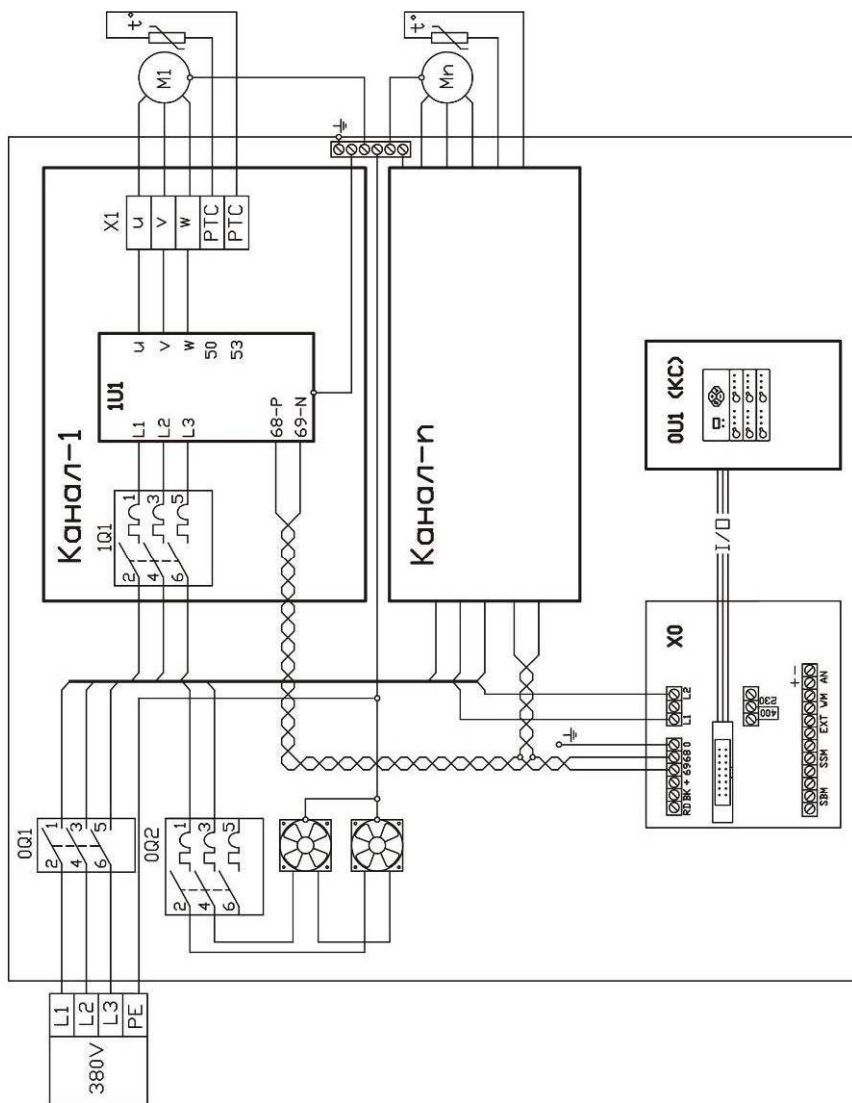 380V
L1
L2
L3
PE
0Q1
2 1
4 3
6 5
0Q2
2 1
4 3
6 5
Канал-1
1Q1
2 1
4 3
6 5
1U1
L1 u
L2 v
L3 w
50
53
68-P
69-N
X1
u
v
w
PTC
PTC
M1
t°
Канал-n
Mn
t°
X0
RD BK + 69 68 0
L1 L2
400
230
SBM SSM EXT WM AN
+ -
I/O
0U1 (KC)